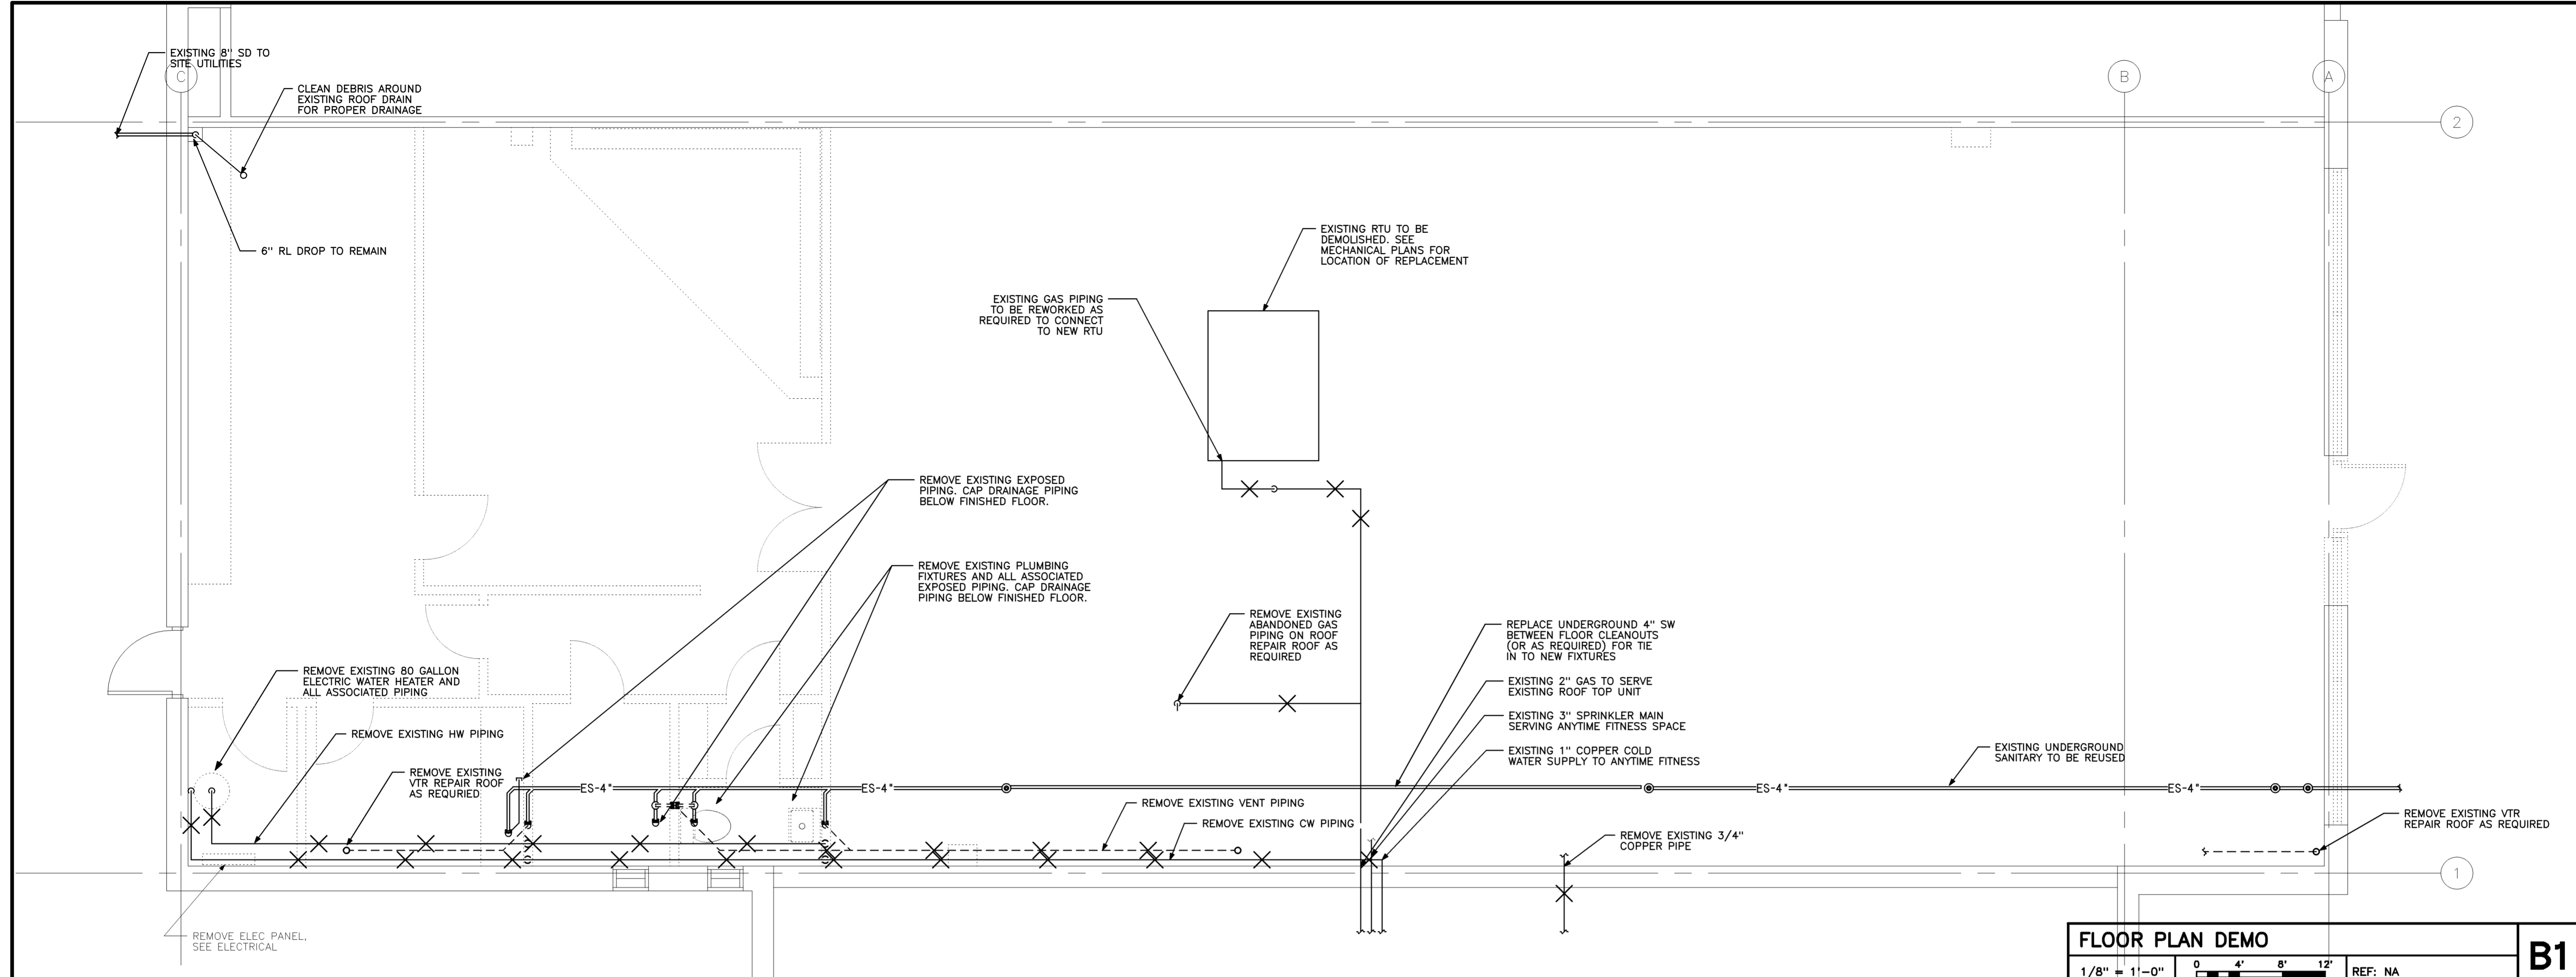 EXISTING 8" SD TO
SITE UTILITIES
C
CLEAN DEBRIS AROUND
EXISTING ROOF DRAIN
FOR PROPER DRAINAGE
B
A
2
6" RL DROP TO REMAIN
EXISTING RTU TO BE
DEMOLISHED. SEE
MECHANICAL PLANS FOR
LOCATION OF REPLACEMENT
EXISTING GAS PIPING
TO BE REWORKED AS
REQUIRED TO CONNECT
TO NEW RTU
REMOVE EXISTING EXPOSED
PIPING. CAP DRAINAGE PIPING
BELOW FINISHED FLOOR.
REMOVE EXISTING PLUMBING
FIXTURES AND ALL ASSOCIATED
EXPOSED PIPING. CAP DRAINAGE
PIPING BELOW FINISHED FLOOR.
REMOVE EXISTING
ABANDONED GAS
PIPING ON ROOF
REPAIR ROOF AS
REQUIRED
REPLACE UNDERGROUND 4" SW
BETWEEN FLOOR CLEANOUTS
(OR AS REQUIRED) FOR TIE
IN TO NEW FIXTURES
EXISTING 2" GAS TO SERVE
EXISTING ROOF TOP UNIT
EXISTING 3" SPRINKLER MAIN
SERVING ANYTIME FITNESS SPACE
EXISTING 1" COPPER COLD
WATER SUPPLY TO ANYTIME FITNESS
EXISTING UNDERGROUND
SANITARY TO BE REUSED
REMOVE EXISTING 80 GALLON
ELECTRIC WATER HEATER AND
ALL ASSOCIATED PIPING
REMOVE EXISTING HW PIPING
REMOVE EXISTING
VTR REPAIR ROOF
AS REQURIED
ES-4"
ES-4"
ES-4"
ES-4"
REMOVE EXISTING VENT PIPING
REMOVE EXISTING CW PIPING
REMOVE EXISTING 3/4"
COPPER PIPE
REMOVE EXISTING VTR
REPAIR ROOF AS REQUIRED
1
REMOVE ELEC PANEL,
SEE ELECTRICAL
FLOOR PLAN DEMO
B1
1/8" = 1'-0"
0 4' 8' 12'
REF: NA